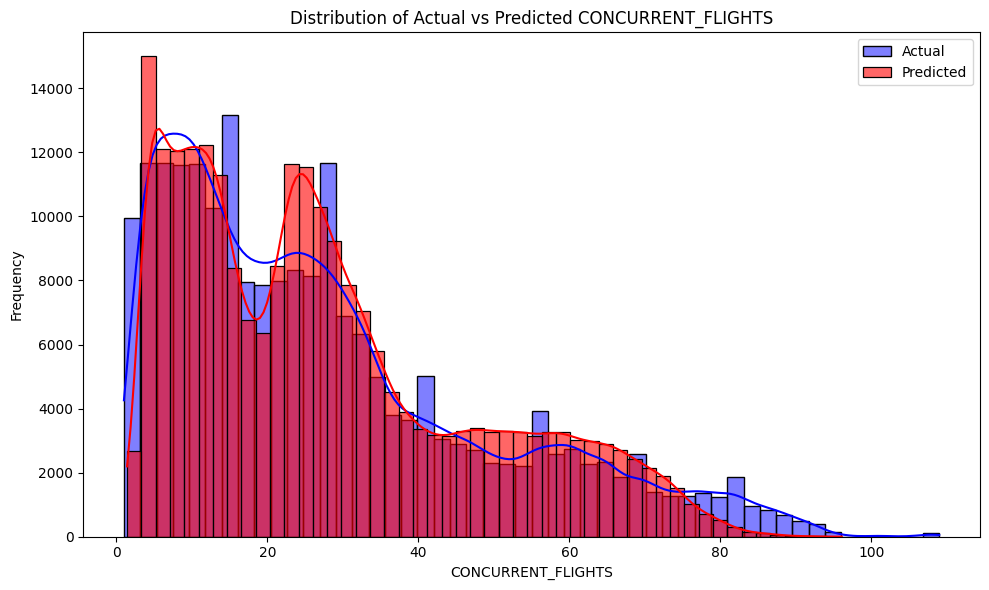 Distribution of Actual vs Predicted CONCURRENT_FLIGHTS
Actual
Predicted
14000
12000
10000
8000
6000
4000
2000
0
Frequency
0 20 40 60 80 100
CONCURRENT_FLIGHTS